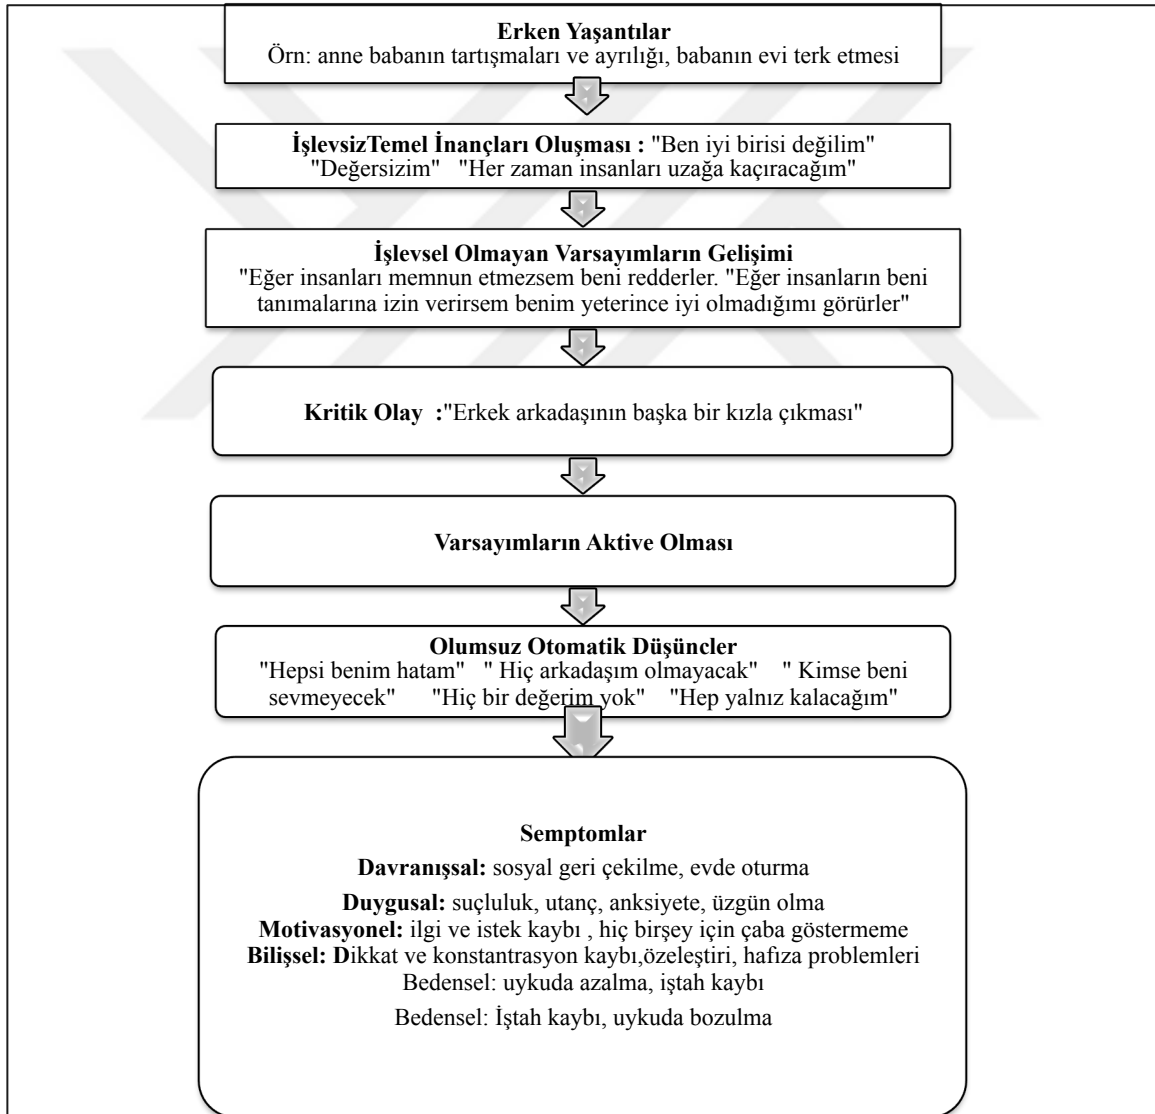 Erken Yaşantılar
Örn: anne babanın tartışmaları ve ayrılığı, babanın evi terk etmesi
İşlevsizTemel İnançları Oluşması : "Ben iyi birisi değilim"
"Değersizim" "Her zaman insanları uzağa kaçıracağım"
İşlevsel Olmayan Varsayımların Gelişimi
"Eğer insanları memnun etmezsem beni redderler. "Eğer insanların beni
tanımalarına izin verirsem benim yeterince iyi olmadığımı görürler"
Kritik Olay :"Erkek arkadaşının başka bir kızla çıkması"
Varsayımların Aktive Olması
Olumsuz Otomatik Düşüncler
"Hepsi benim hatam" " Hiç arkadaşım olmayacak" " Kimse beni
sevmeyecek" "Hiç bir değerim yok" "Hep yalnız kalacağım"
Semptomlar
Davranışsal: sosyal geri çekilme, evde oturma
Duygusal: suçluluk, utanç, anksiyete, üzgün olma
Motivasyonel: ilgi ve istek kaybı , hiç birşey için çaba göstermeme
Bilişsel: Dikkat ve konstantrasyon kaybı,özeleştiri, hafıza problemleri
Bedensel: uykuda azalma, iştah kaybı
Bedensel: İştah kaybı, uykuda bozulma